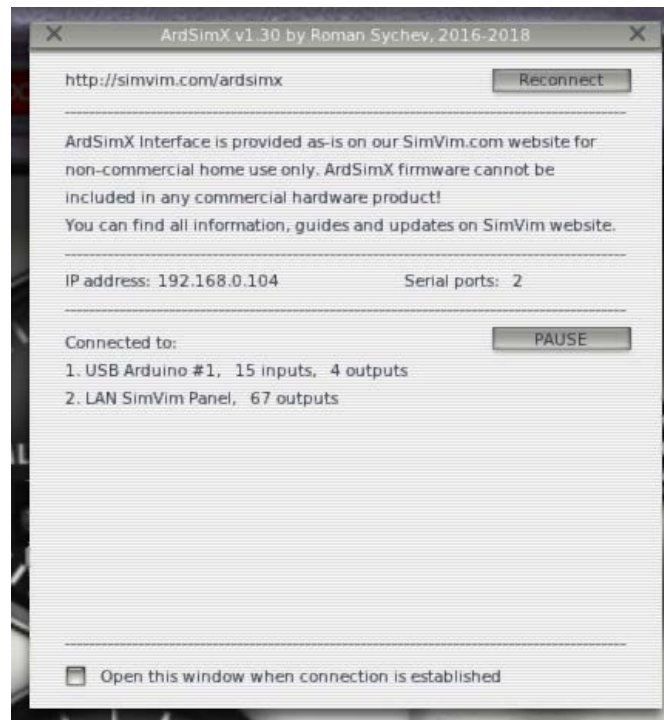 ArdSimX v1.30 by Roman Sychev, 2016-2018
http://simvim.com/ardsimx
Reconnect
ArdSimX Interface is provided as-is on our SimVim.com website for
non-commercial home use only. ArdSimX firmware cannot be
included in any commercial hardware product!
You can find all information, guides and updates on SimVim website.
IP address: 192.168.0.104
Serial ports: 2
Connected to:
PAUSE
1. USB Arduino #1, 15 inputs, 4 outputs
2. LAN SimVim Panel, 67 outputs
Open this window when connection is established